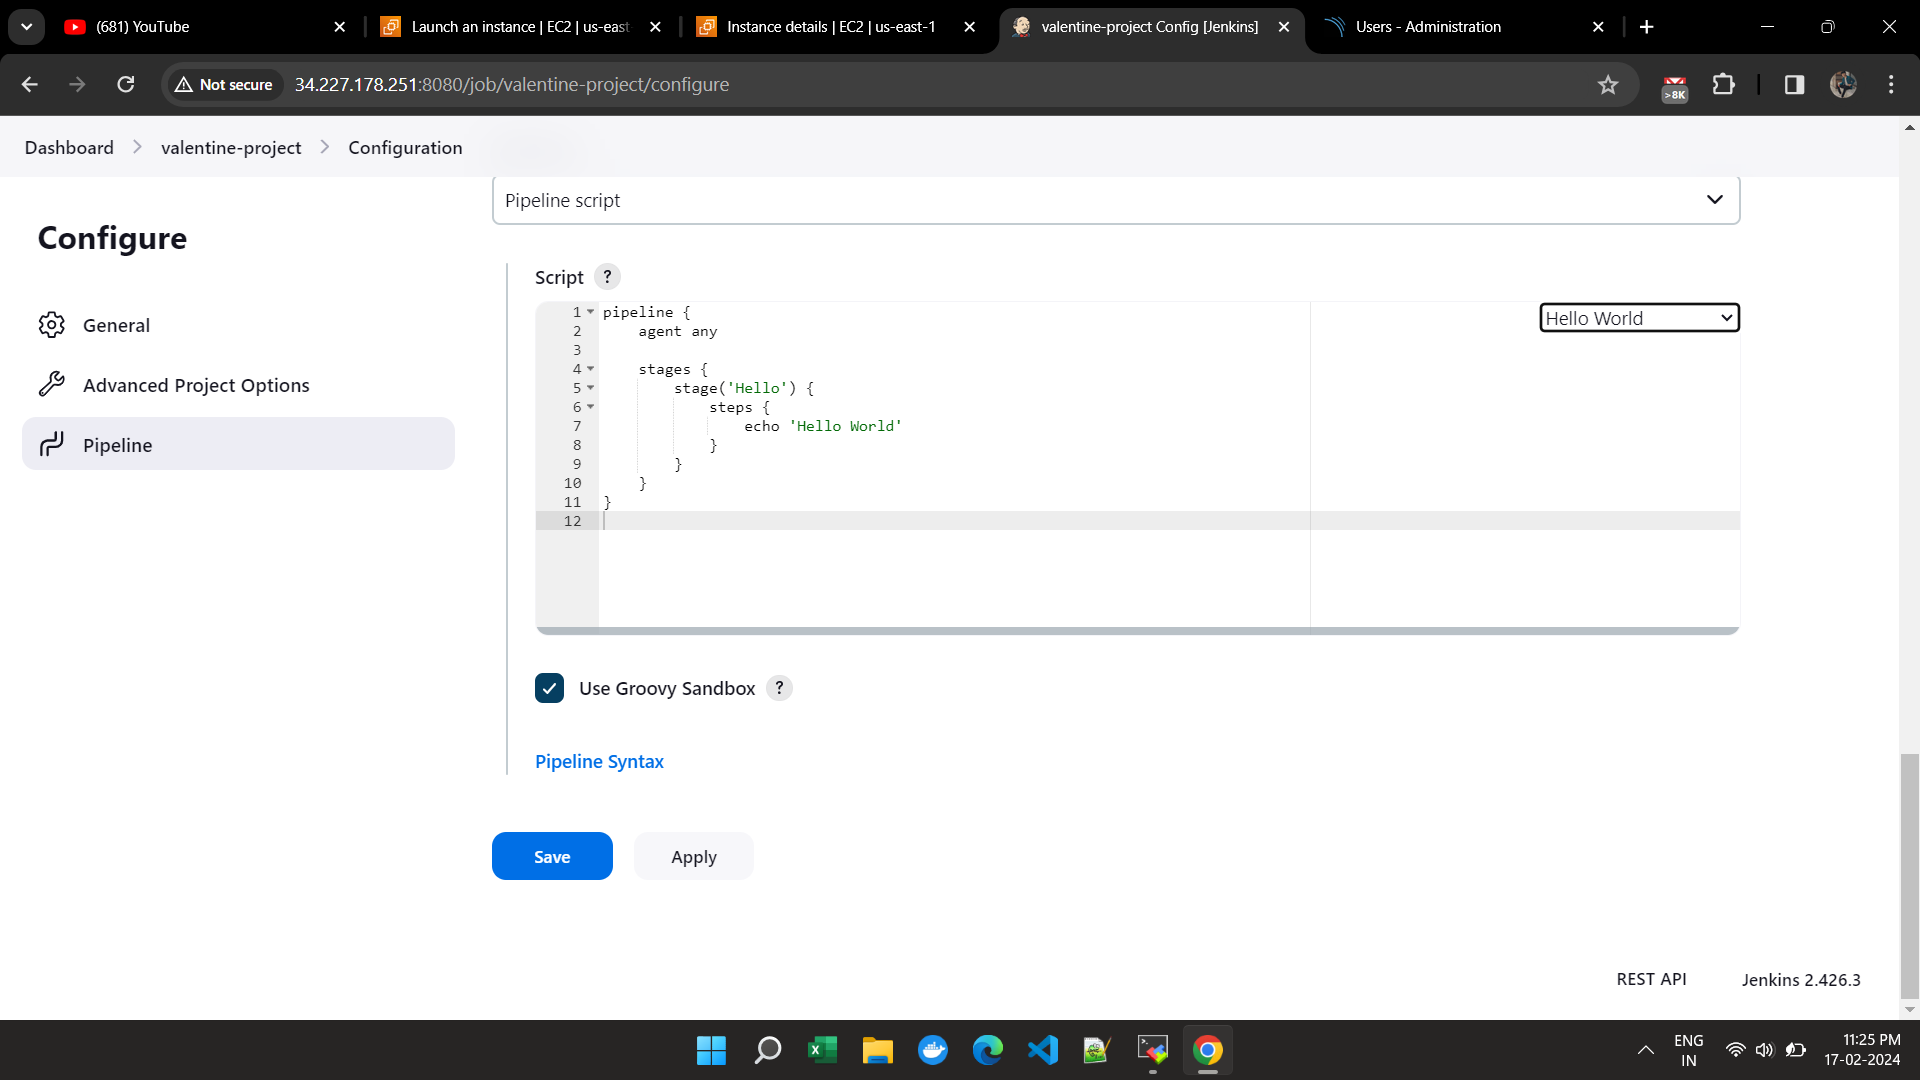 (681) YouTube
Launch an instance | EC2 | us-east
Instance details | EC2 | us-east-1
valentine-project Config [Jenkins]
Users - Administration
Not secure
34.227.178.251:8080/job/valentine-project/configure
>8K
Dashboard
valentine-project
Configuration
Configure
General
Advanced Project Options
Pipeline
Pipeline script
Script ?
Hello World
1 pipeline {
2     agent any
3
4     stages {
5         stage('Hello') {
6             steps {
7                 echo 'Hello World'
8             }
9         }
10     }
11 }
12
Use Groovy Sandbox ?
Pipeline Syntax
Save
Apply
REST API
Jenkins 2.426.3
ENG
IN
11:25 PM
17-02-2024